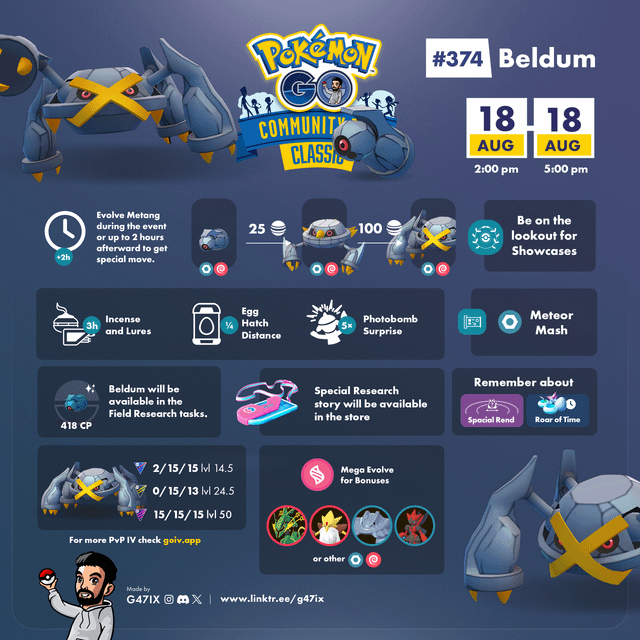 POKéMON
GO
COMMUNITY
CLASSIC
#374 Beldum
18 18
AUG AUG
2:00 pm 5:00 pm
Evolve Metang
during the event
or up to 2 hours
afterward to get
special move.
+2h
25
100
Be on the
lookout for
Showcases
3h
Incense
and Lures
1/4
Egg
Hatch
Distance
5×
Photobomb
Surprise
Meteor
Mash
418 CP
Beldum will be
available in the
Field Research tasks.
Special Research
story will be available
in the store
Remember about
Spacial Rend
Roar of Time
2/15/15 lvl 14.5
0/15/13 lvl 24.5
15/15/15 lvl 50
For more PvP IV check goiv.app
Mega Evolve
for Bonuses
or other
Made by
G47IX | www.linktr.ee/g47ix